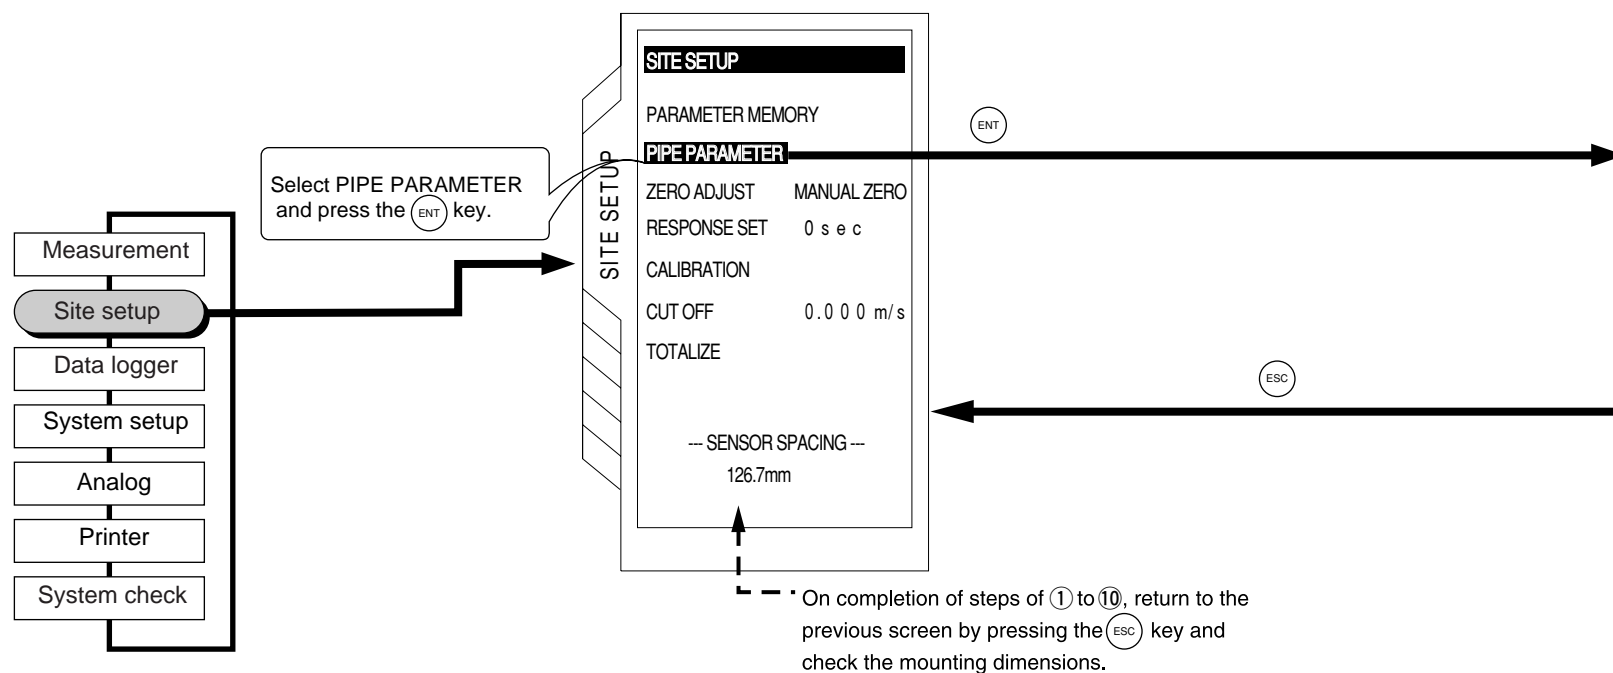 Measurement
Site setup
Data logger
System setup
Analog
Printer
System check
Select PIPE PARAMETER
and press the ENT key.
SITE SETUP
SITE SETUP
PARAMETER MEMORY
PIPE PARAMETER
ZERO ADJUST MANUAL ZERO
RESPONSE SET 0 sec
CALIBRATION
CUT OFF 0.000 m/s
TOTALIZE
--- SENSOR SPACING ---
126.7mm
ENT
ESC
On completion of steps of ① to ⑩, return to the
previous screen by pressing the ESC key and
check the mounting dimensions.